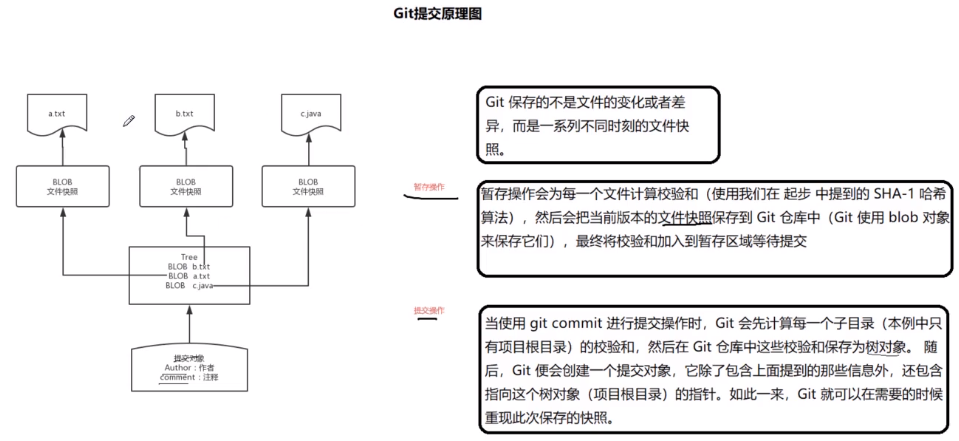 Git提交原理图
a.txt
b.txt
c.java
BLOB
文件快照
BLOB
文件快照
BLOB
文件快照
Tree
BLOB b.txt
BLOB a.txt
BLOB c.java
提交对象
Author：作者
comment：注释
Git 保存的不是文件的变化或者差
异，而是一系列不同时刻的文件快
照。
暂存操作
暂存操作会为每一个文件计算校验和（使用我们在 起步 中提到的 SHA-1 哈希
算法），然后会把当前版本的文件快照保存到 Git 仓库中（Git 使用 blob 对象
来保存它们），最终将校验和加入到暂存区域等待提交
提交操作
当使用 git commit 进行提交操作时，Git 会先计算每一个子目录（本例中只
有项目根目录）的校验和，然后在 Git 仓库中这些校验和保存为树对象。 随
后，Git 便会创建一个提交对象，它除了包含上面提到的那些信息外，还包含
指向这个树对象（项目根目录）的指针。如此一来，Git 就可以在需要的时候
重现此次保存的快照。